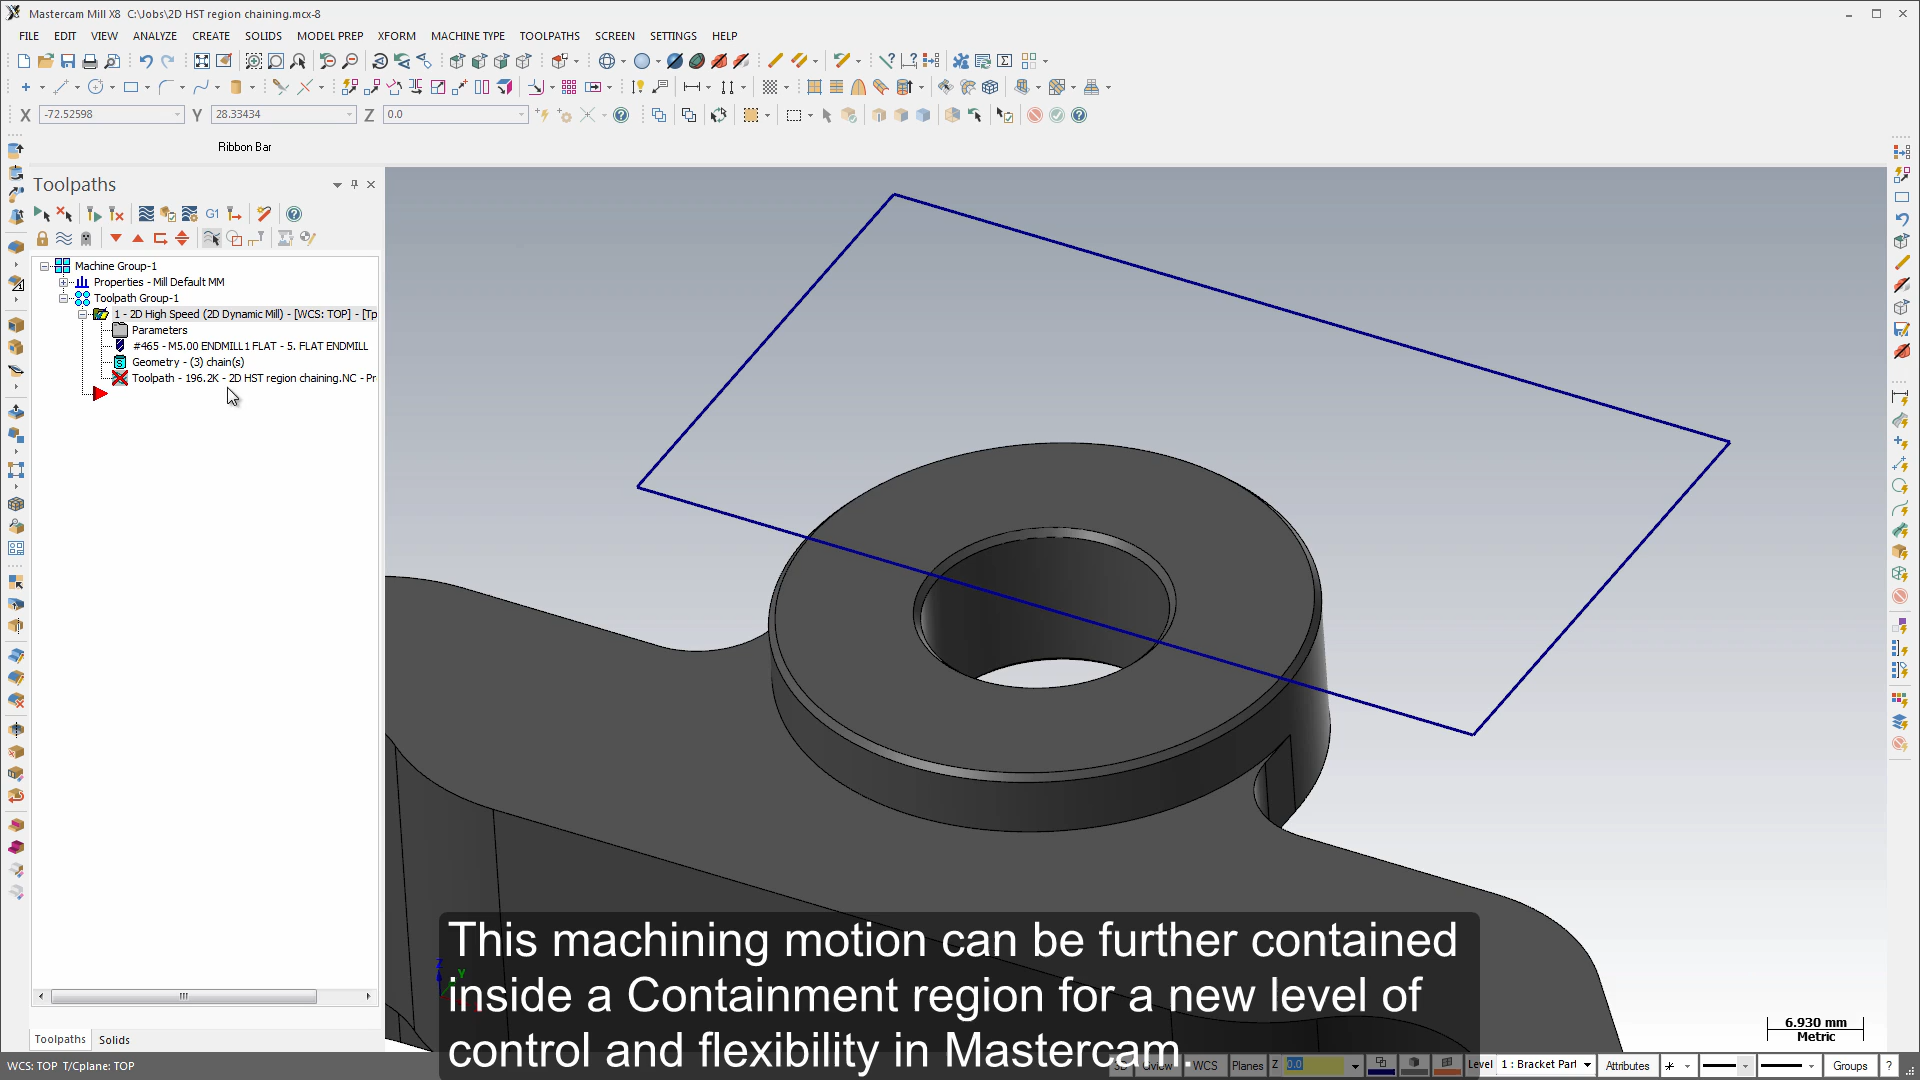 Mastercam Mill X8 C:\Jobs\2D HST region chaining.mcx-8
FILE EDIT VIEW ANALYZE CREATE SOLIDS MODEL PREP XFORM MACHINE TYPE TOOLPATHS SCREEN SETTINGS HELP
X -72.52598 Y 28.33434 Z 0.0
Ribbon Bar
Toolpaths
G1
Machine Group-1
Properties - Mill Default MM
Toolpath Group-1
1 - 2D High Speed (2D Dynamic Mill) - [WCS: TOP] - [Tp
Parameters
#465 - M5.00 ENDMILL1 FLAT - 5. FLAT ENDMILL
Geometry - (3) chain(s)
Toolpath - 196.2K - 2D HST region chaining.NC - Pr
This machining motion can be further contained
inside a Containment region for a new level of
control and flexibility in Mastercam.
Z
Y
6.930 mm
Metric
Toolpaths Solids
WCS: TOP T/Cplane: TOP
3D Gview WCS Planes Z 0.0 Level 1 : Bracket Part Attributes Groups ?